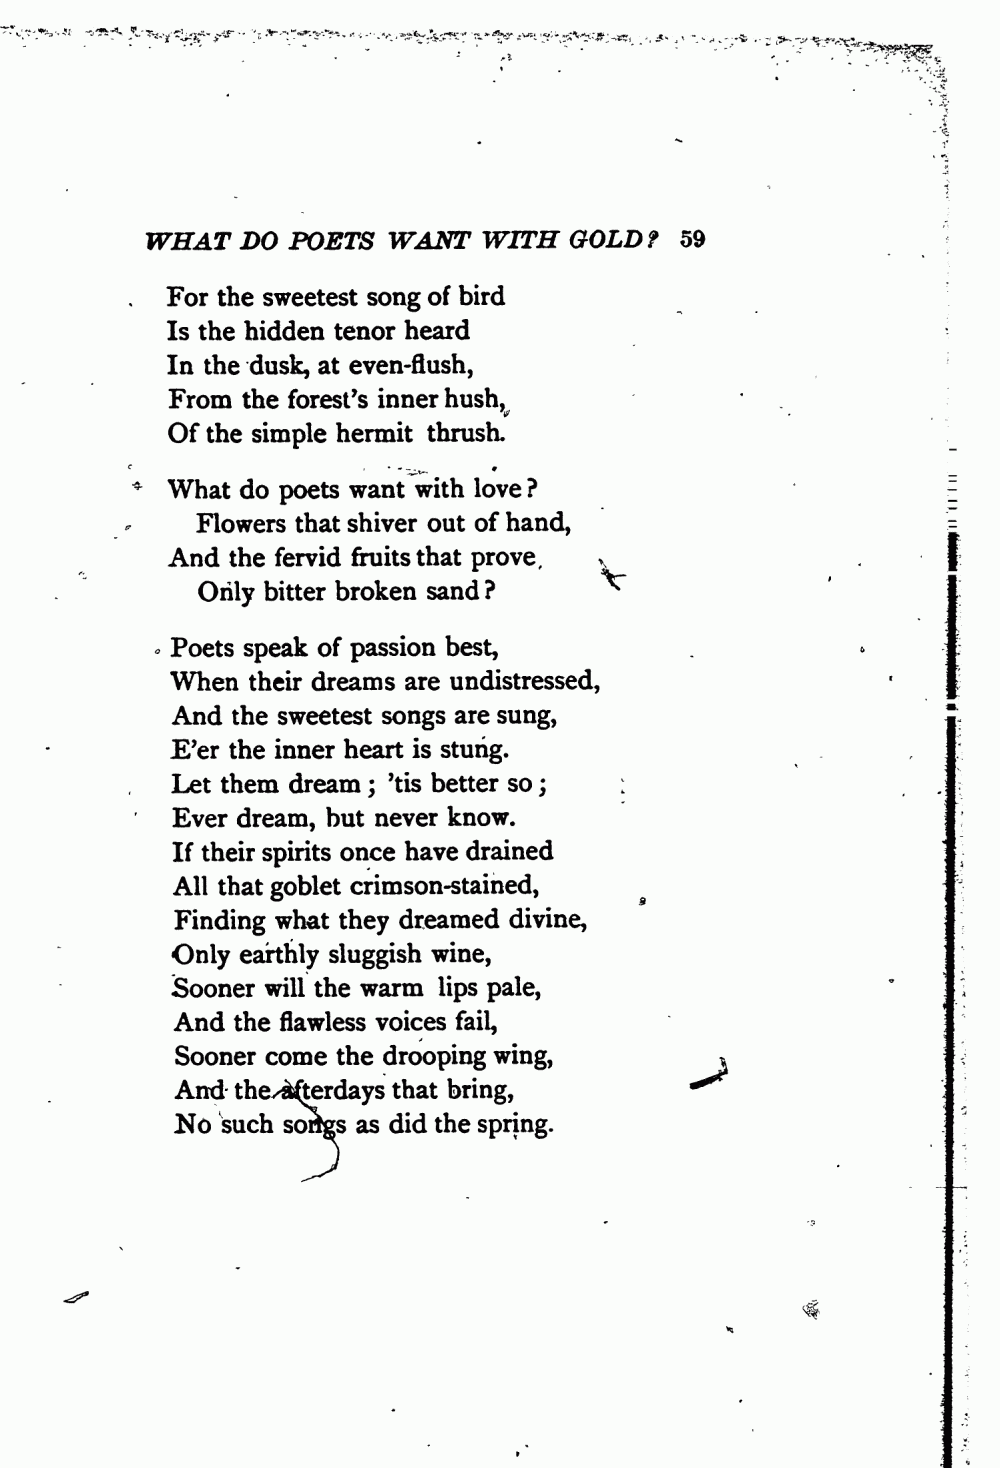 WHAT DO POETS WANT WITH GOLD? 59
For the sweetest song of bird
Is the hidden tenor heard
In the dusk, at even-flush,
From the forest's inner hush,
Of the simple hermit thrush.
What do poets want with love?
Flowers that shiver out of hand,
And the fervid fruits that prove
Only bitter broken sand?
Poets speak of passion best,
When their dreams are undistressed,
And the sweetest songs are sung,
E'er the inner heart is stung.
Let them dream; 'tis better so;
Ever dream, but never know.
If their spirits once have drained
All that goblet crimson-stained,
Finding what they dreamed divine,
Only earthly sluggish wine,
Sooner will the warm lips pale,
And the flawless voices fail,
Sooner come the drooping wing,
And the afterdays that bring,
No such songs as did the spring.